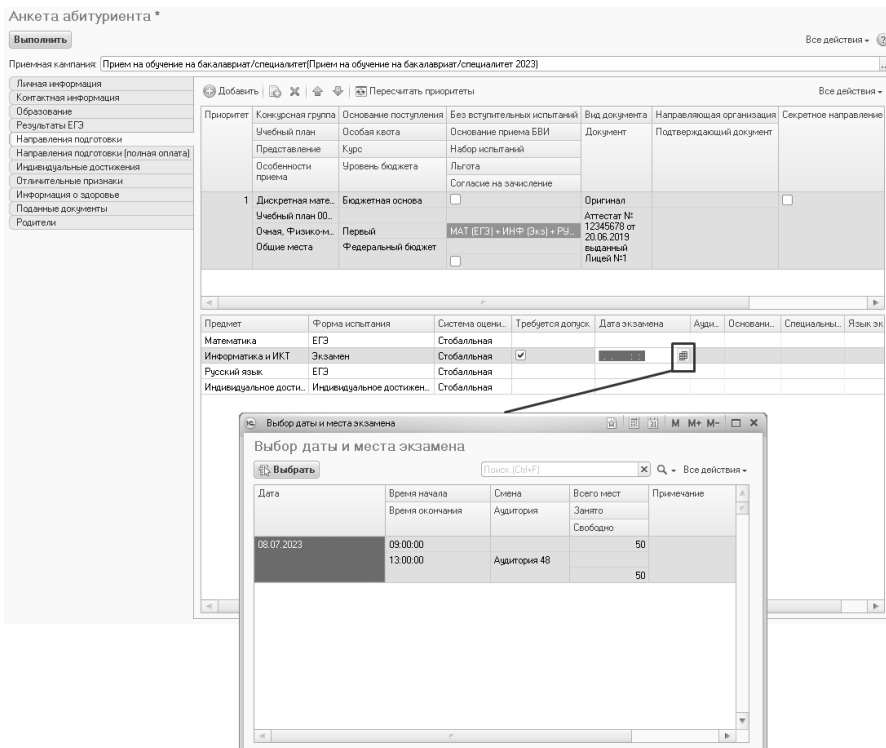 Анкета абитуриента *
Выполнить
Все действия
Приемная кампания: Прием на обучение на бакалавриат/специалитет(Прием на обучение на бакалавриат/специалитет 2023)
Личная информация
Контактная информация
Образование
Результаты ЕГЭ
Направления подготовки
Направления подготовки (полная оплата)
Индивидуальные достижения
Отличительные признаки
Информация о здоровье
Поданные документы
Родители
Добавить Пересчитать приоритеты Все действия
Приоритет Конкурсная группа Основание поступления Без вступительных испытаний Вид документа Направляющая организация Секретное направление
Учебный план Особая квота Основание приема БВИ Документ Подтверждающий документ
Представление Курс Набор испытаний
Особенности приема Уровень бюджета Льгота
Согласие на зачисление
1 Дискретная мате... Бюджетная основа Оригинал
Учебный план 00... Аттестат №
Очная, Физико-м... Первый МАТ (ЕГЭ) + ИНФ (Экз) + РУ... 12345678 от
20.06.2019
Общие места Федеральный бюджет выданный
Лицей №1
Предмет Форма испытания Система оцени... Требуется допуск Дата экзамена Ауди... Основани... Специальны... Язык эк
Математика ЕГЭ Стобалльная
Информатика и ИКТ Экзамен Стобалльная . . : :
Русский язык ЕГЭ Стобалльная
Индивидуальное дости... Индивидуальное достижен... Стобалльная
Выбор даты и места экзамена M M+ M-
Выбор даты и места экзамена
Выбрать Поиск (Ctrl+F) Все действия
Дата Время начала Смена Всего мест Примечание
Время окончания Аудитория Занято
Свободно
08.07.2023 09:00:00 50
13:00:00 Аудитория 48
50